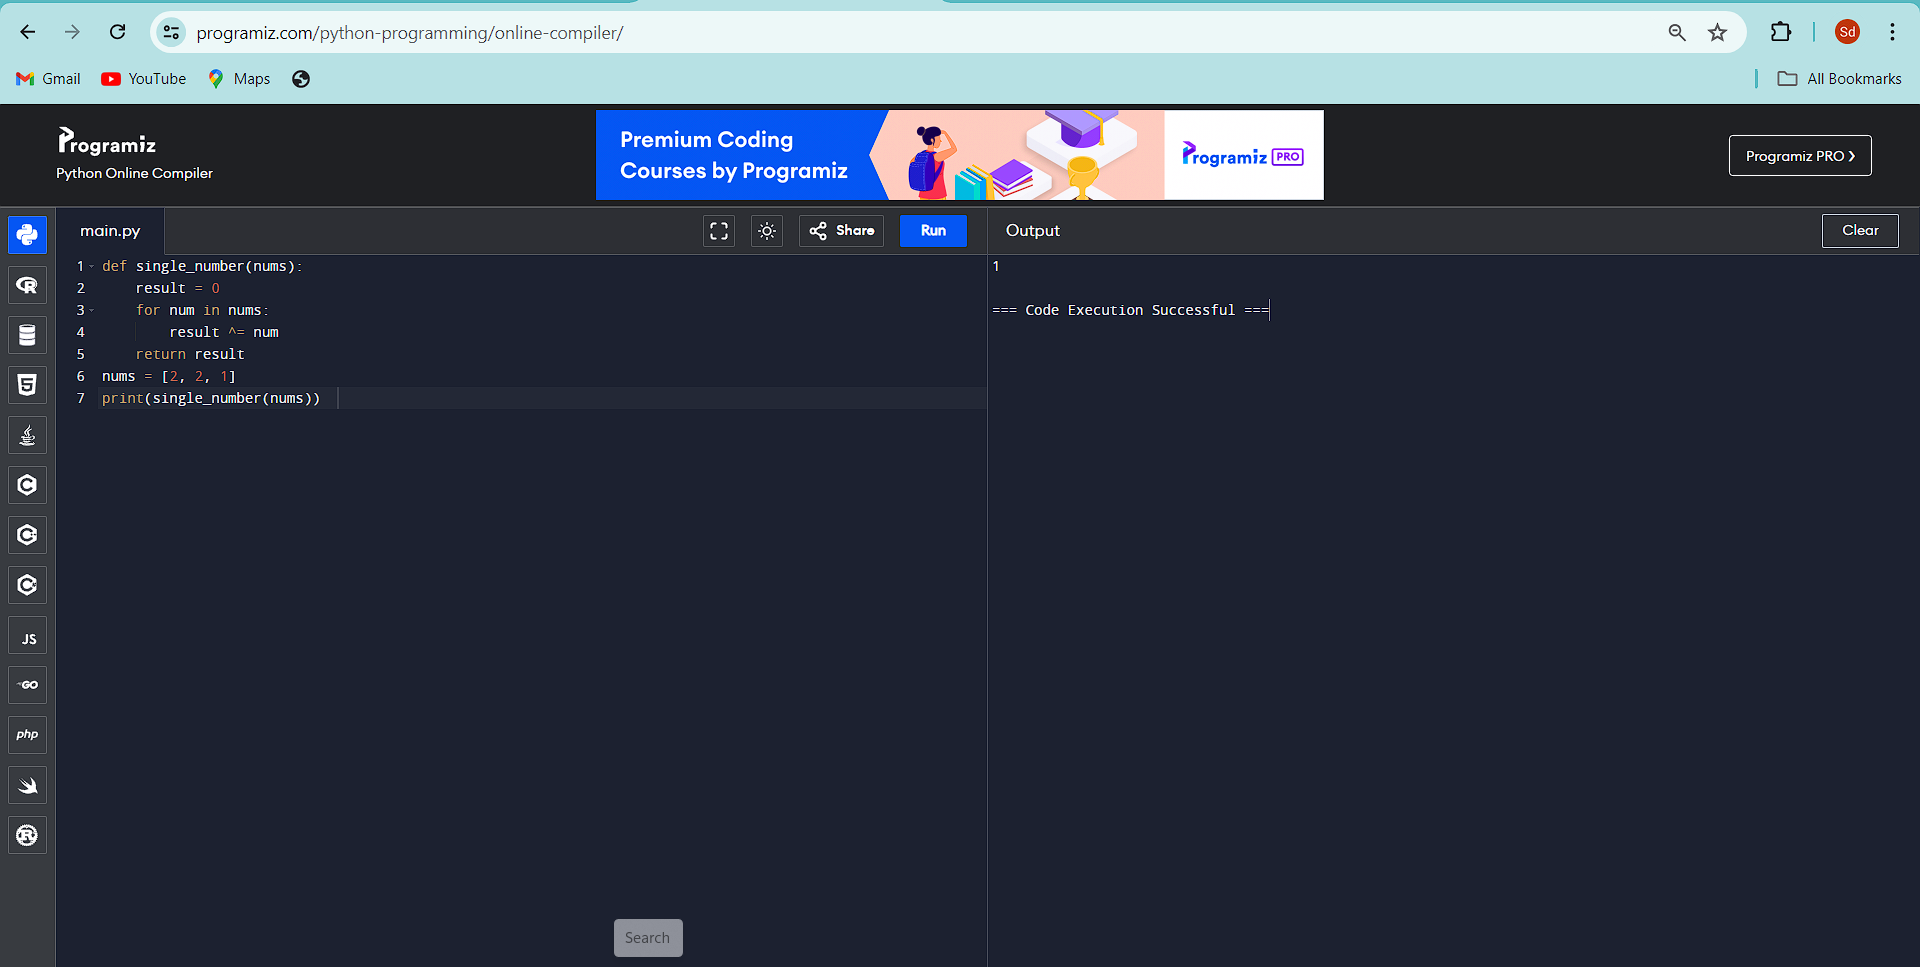 programiz.com/python-programming/online-compiler/
Sd
Gmail YouTube Maps
All Bookmarks
Programiz
Python Online Compiler
Premium Coding
Courses by Programiz
Programiz PRO
Programiz PRO ❯
main.py
Share
Run
Output
Clear
1 def single_number(nums):
2     result = 0
3     for num in nums:
4         result ^= num
5     return result
6 nums = [2, 2, 1]
7 print(single_number(nums))
1
=== Code Execution Successful ===
R
5
C
C
C
JS
GO
php
R
Search